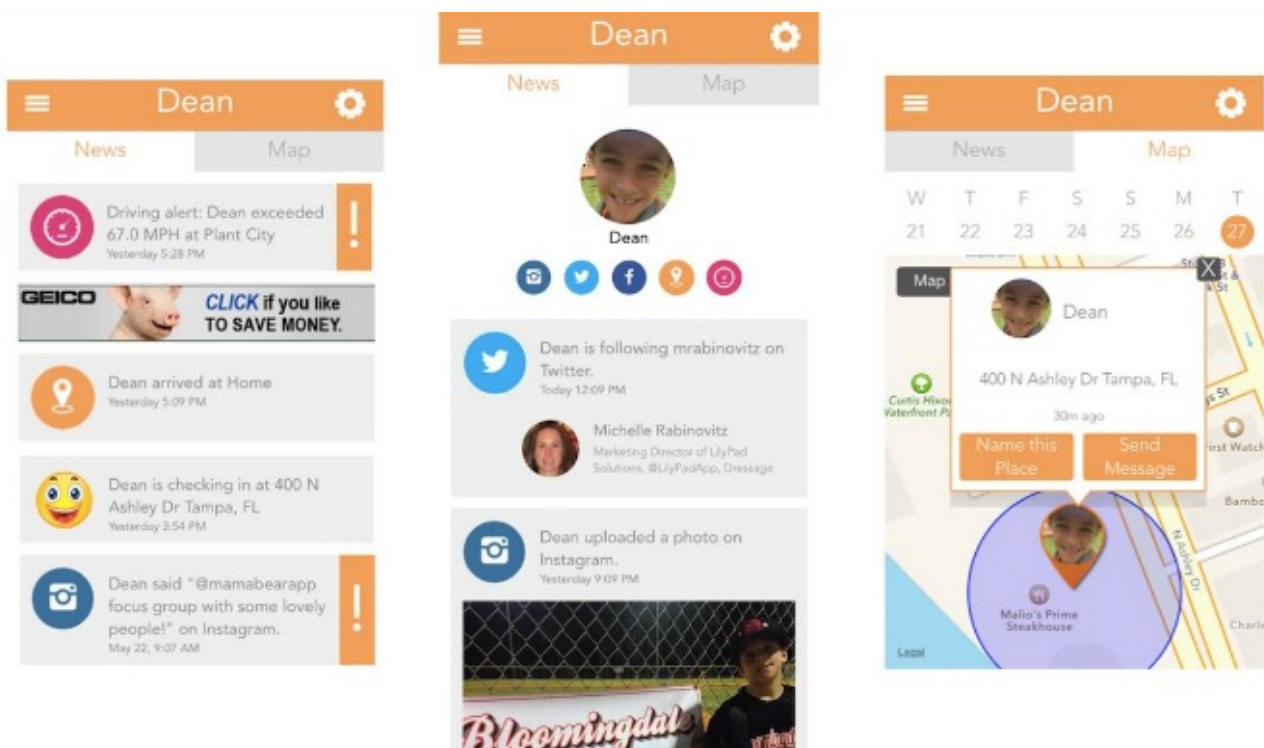 Dean
News
Map
Driving alert: Dean exceeded
67.0 MPH at Plant City
Yesterday 5:28 PM
GEICO
CLICK if you like
TO SAVE MONEY.
Dean arrived at Home
Yesterday 5:09 PM
Dean is checking in at 400 N
Ashley Dr Tampa, FL
Yesterday 3:54 PM
Dean said "@mamabearapp
focus group with some lovely
people!" on Instagram.
May 22, 9:07 AM
Dean
News
Map
Dean
Dean is following mrabinovitz on
Twitter.
Today 12:09 PM
Michelle Rabinovitz
Marketing Director of LilyPad
Solutions, @LilyPadApp, Dressage
Dean uploaded a photo on
Instagram.
Yesterday 9:09 PM
Bloomingdale
Dean
News
Map
W T F S S M T
21 22 23 24 25 26 27
Map
X
Dean
400 N Ashley Dr Tampa, FL
30m ago
Name this
Place
Send
Message
Curtis Hixon
Waterfront P
First Watch
Bambo
N Ashley Dr
Malio's Prime
Steakhouse
Charle
Legal